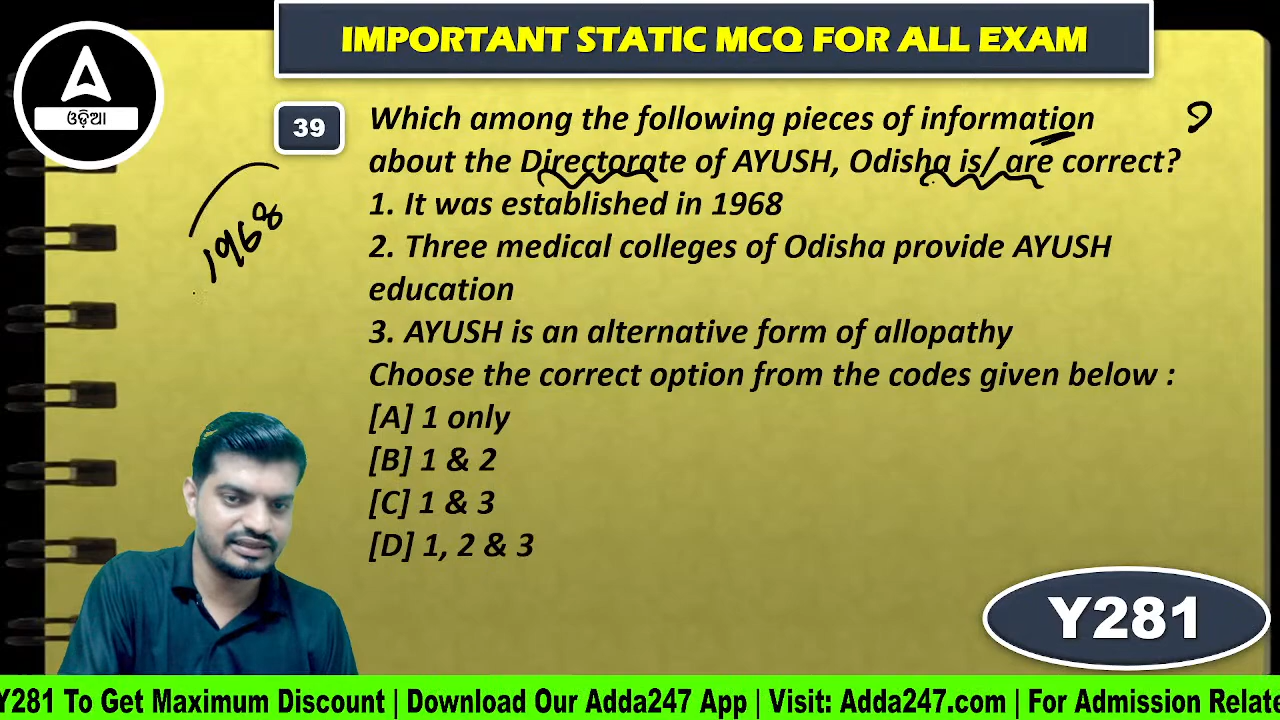 IMPORTANT STATIC MCQ FOR ALL EXAM
ଓଡ଼ିଆ
39
Which among the following pieces of information
about the Directorate of AYUSH, Odisha is/ are correct?
1. It was established in 1968
1968
2. Three medical colleges of Odisha provide AYUSH
education
3. AYUSH is an alternative form of allopathy
Choose the correct option from the codes given below :
[A] 1 only
[B] 1 & 2
[C] 1 & 3
[D] 1, 2 & 3
Y281
Y281 To Get Maximum Discount | Download Our Adda247 App | Visit: Adda247.com | For Admission Relate